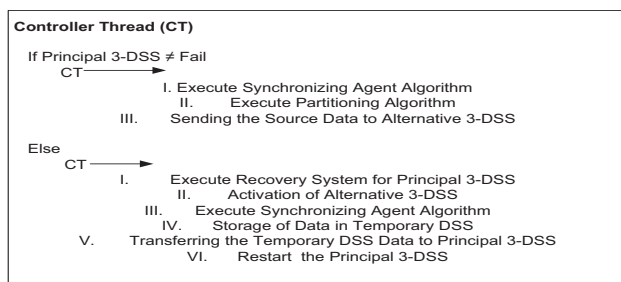 Controller Thread (CT)
If Principal 3-DSS ≠ Fail
CT
I. Execute Synchronizing Agent Algorithm
II. Execute Partitioning Algorithm
III. Sending the Source Data to Alternative 3-DSS
Else
CT
I. Execute Recovery System for Principal 3-DSS
II. Activation of Alternative 3-DSS
III. Execute Synchronizing Agent Algorithm
IV. Storage of Data in Temporary DSS
V. Transferring the Temporary DSS Data to Principal 3-DSS
VI. Restart the Principal 3-DSS